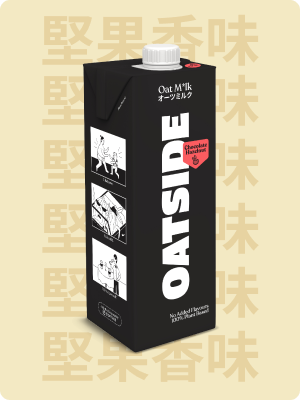 堅果香味
堅果香味
堅果香味
堅果香味
堅果香味
堅果香味
堅果香味
Oat M*lk
オーツミルク
OATSIDE
Chocolate
Hazelnut
No Added Flavours
100% Plant Based